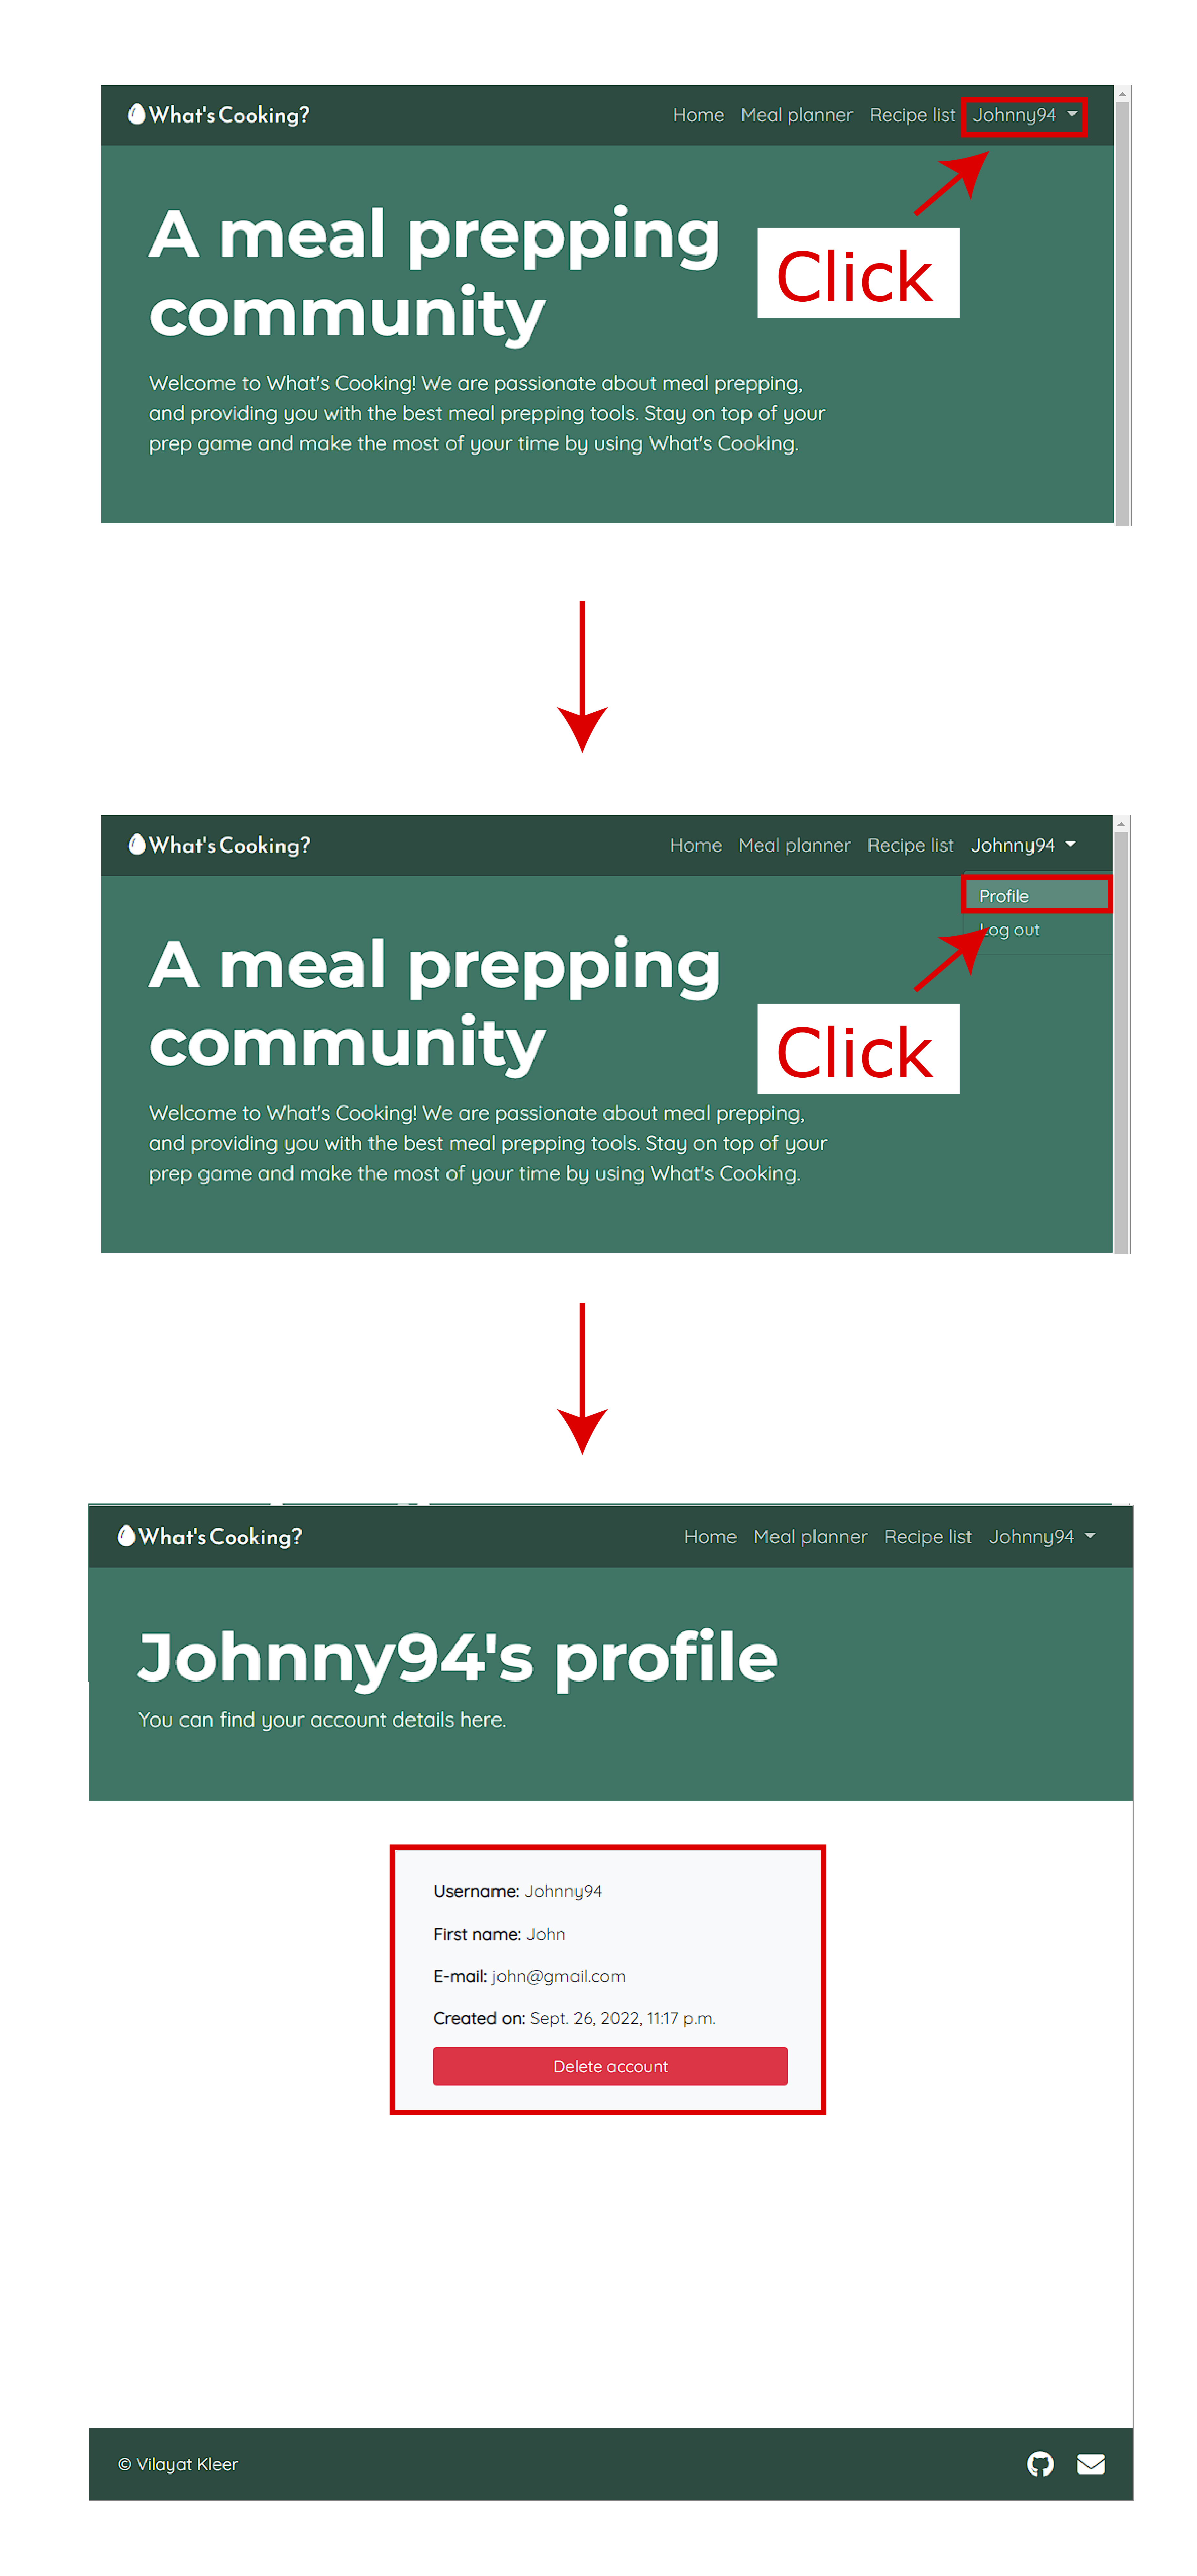 What's Cooking?
Home Meal planner Recipe list Johnny94
A meal prepping
community
Click
Welcome to What's Cooking! We are passionate about meal prepping,
and providing you with the best meal prepping tools. Stay on top of your
prep game and make the most of your time by using What's Cooking.
What's Cooking?
Home Meal planner Recipe list Johnny94
Profile
Log out
A meal prepping
community
Click
Welcome to What's Cooking! We are passionate about meal prepping,
and providing you with the best meal prepping tools. Stay on top of your
prep game and make the most of your time by using What's Cooking.
What's Cooking?
Home Meal planner Recipe list Johnny94
Johnny94's profile
You can find your account details here.
Username: Johnny94
First name: John
E-mail: john@gmail.com
Created on: Sept. 26, 2022, 11:17 p.m.
Delete account
© Vilayat Kleer